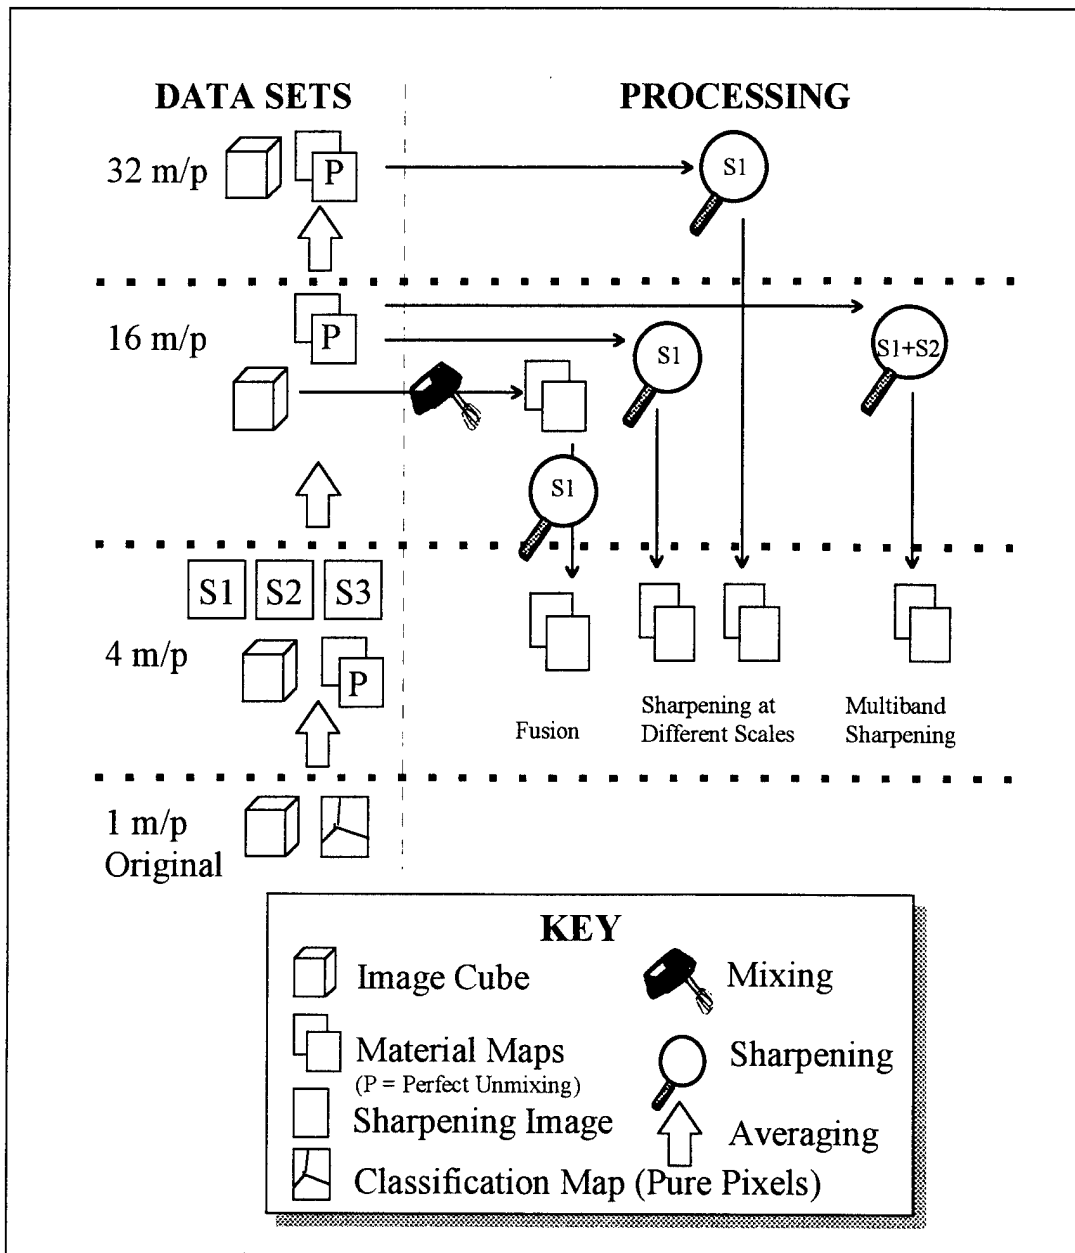 DATA SETS
PROCESSING
32 m/p
P
S1
16 m/p
P
S1
S1+S2
S1
S1
S2
S3
4 m/p
P
Fusion
Sharpening at
Different Scales
Multiband
Sharpening
1 m/p
Original
KEY
Image Cube
Mixing
Material Maps
(P = Perfect Unmixing)
Sharpening
Sharpening Image
Averaging
Classification Map (Pure Pixels)